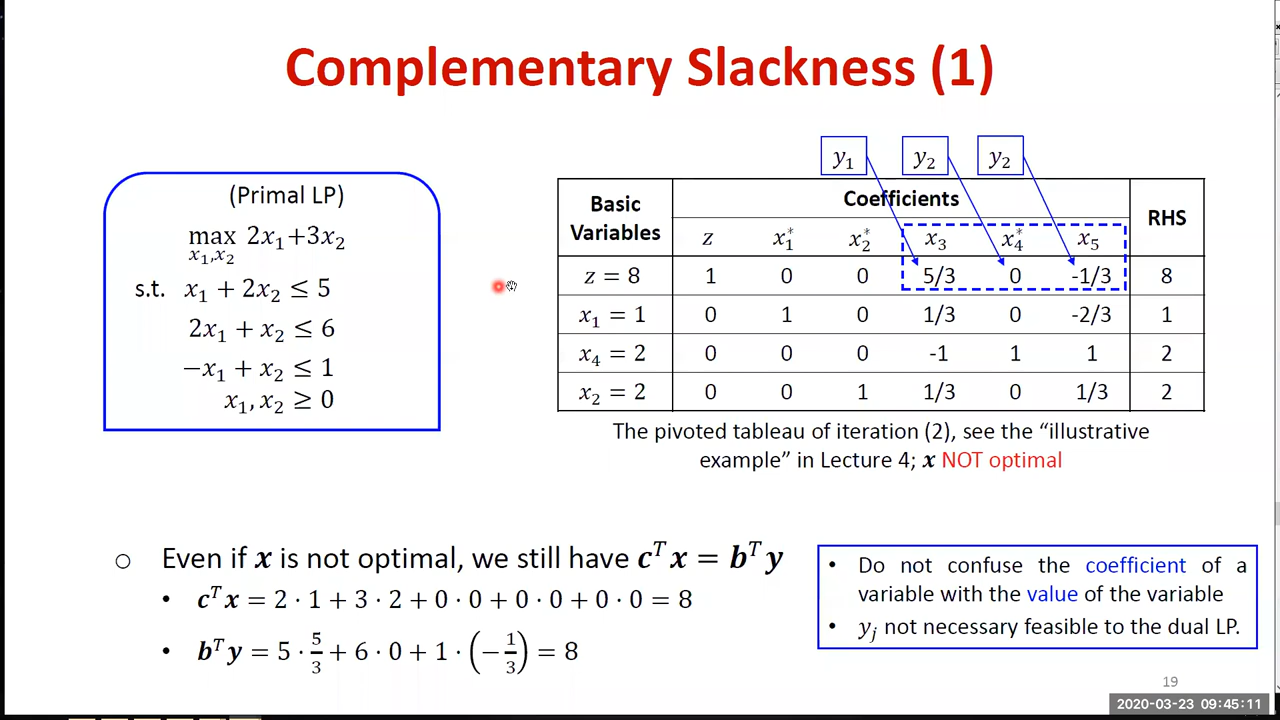 Complementary Slackness (1)
(Primal LP)
max 2x₁+3x₂
x₁,x₂
s.t. x₁ + 2x₂ ≤ 5
2x₁ + x₂ ≤ 6
−x₁ + x₂ ≤ 1
x₁, x₂ ≥ 0
y₁ y₂ y₂
Basic Variables Coefficients RHS
z x₁* x₂* x₃ x₄* x₅
z = 8 1 0 0 5/3 0 -1/3 8
x₁ = 1 0 1 0 1/3 0 -2/3 1
x₄ = 2 0 0 0 -1 1 1 2
x₂ = 2 0 0 1 1/3 0 1/3 2
The pivoted tableau of iteration (2), see the “illustrative
example” in Lecture 4; x NOT optimal
○ Even if x is not optimal, we still have cᵀx = bᵀy
• cᵀx = 2 · 1 + 3 · 2 + 0 · 0 + 0 · 0 + 0 · 0 = 8
• bᵀy = 5 · 5/3 + 6 · 0 + 1 · (−1/3) = 8
• Do not confuse the coefficient of a
variable with the value of the variable
• yⱼ not necessary feasible to the dual LP.
19
2020-03-23 09:45:11